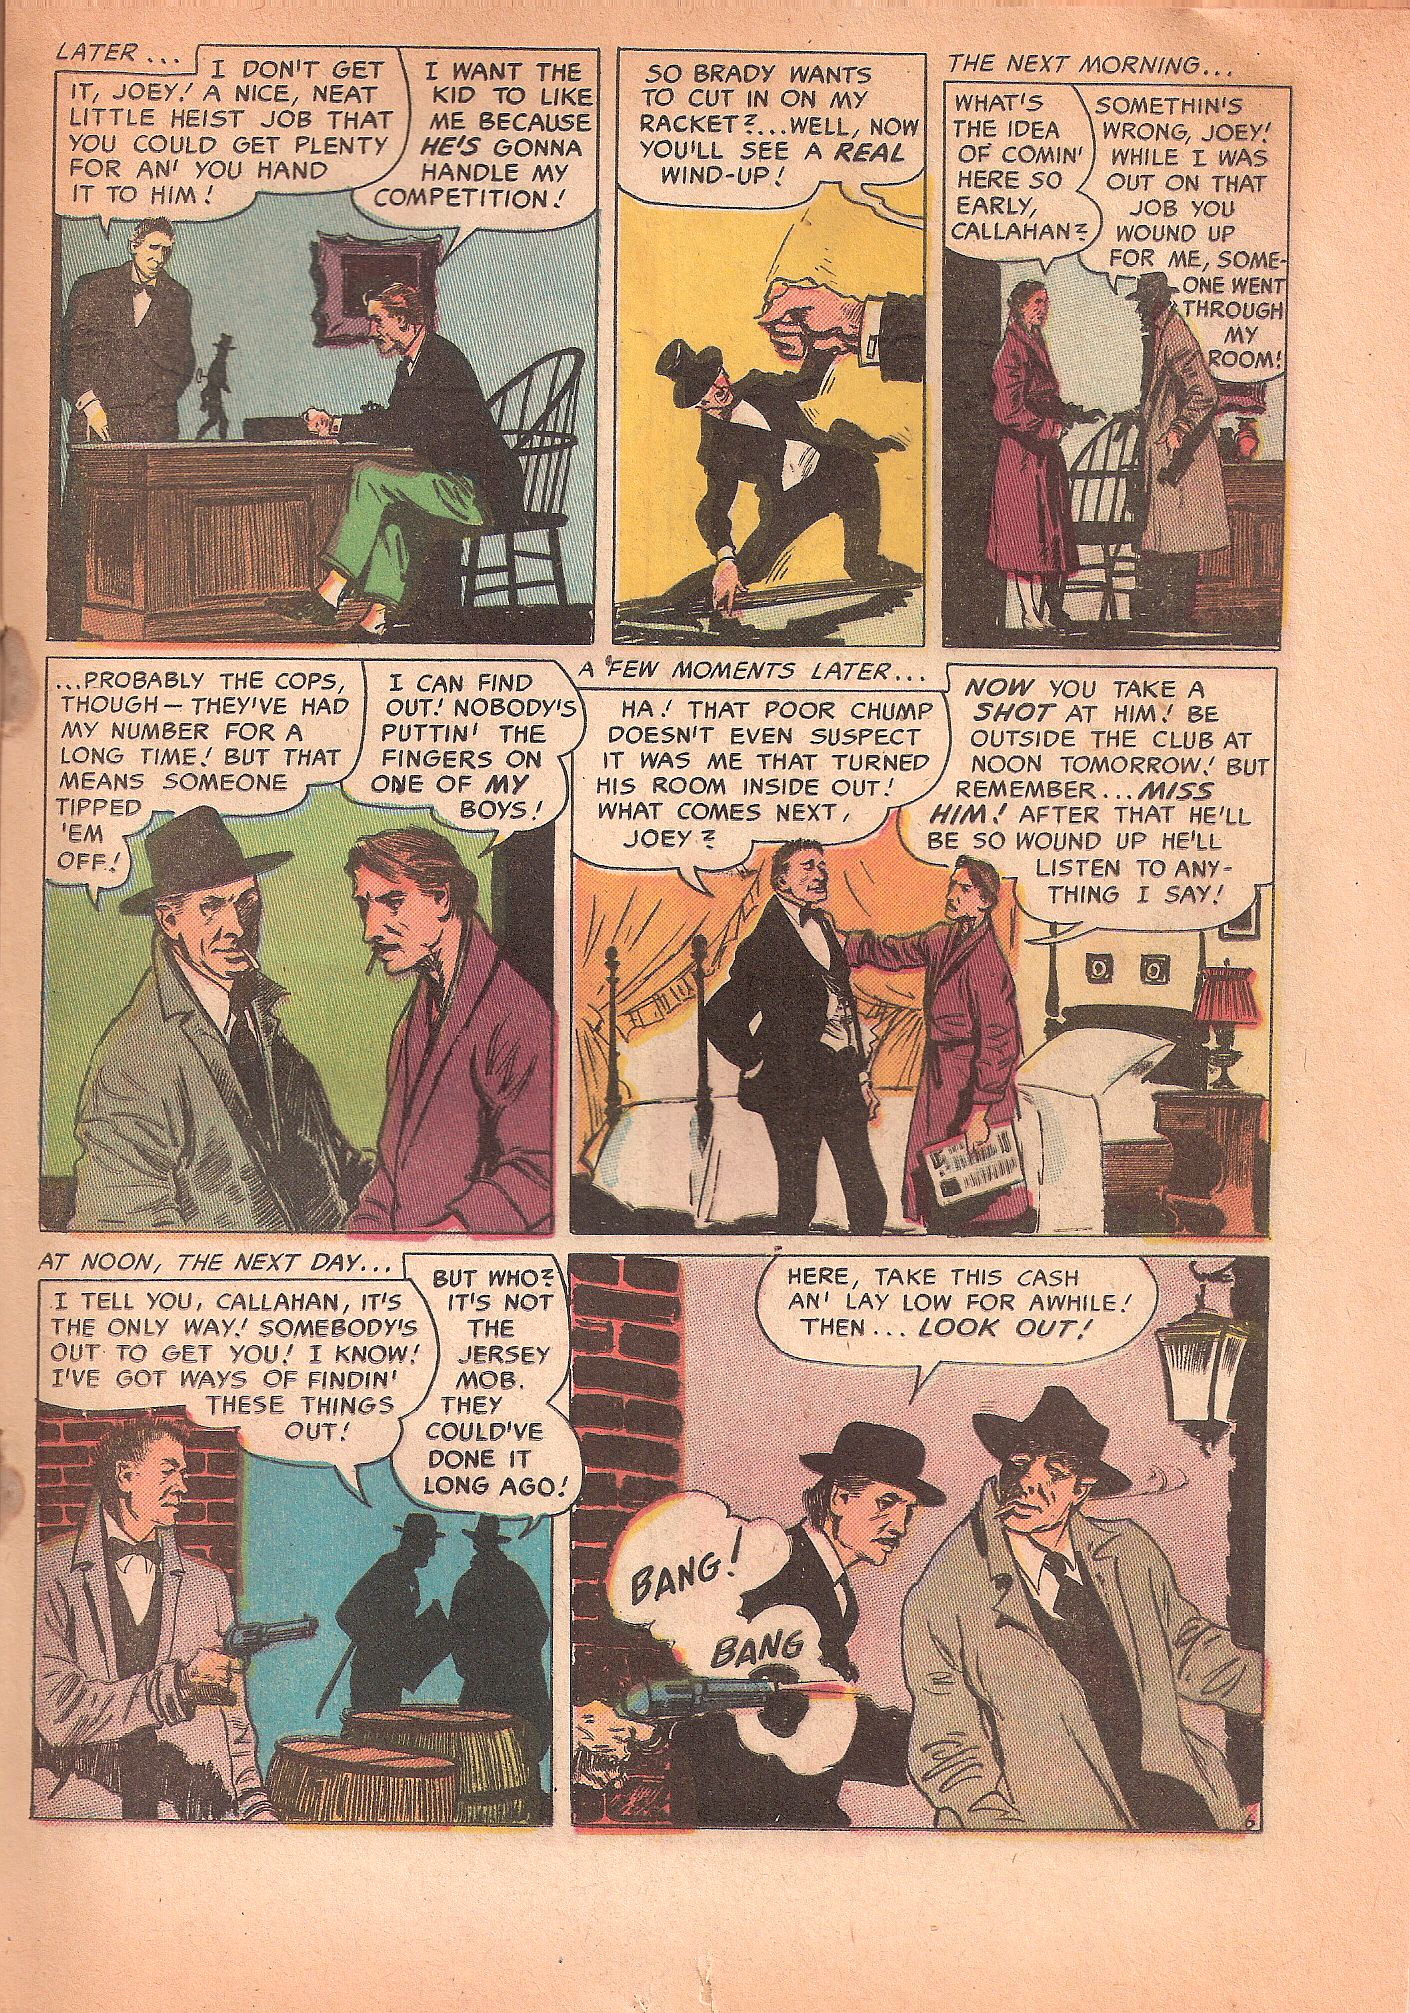 LATER...
I DON'T GET
IT, JOEY! A NICE, NEAT
LITTLE HEIST JOB THAT
YOU COULD GET PLENTY
FOR AN' YOU HAND
IT TO HIM!
I WANT THE
KID TO LIKE
ME BECAUSE
HE'S GONNA
HANDLE MY
COMPETITION!
SO BRADY WANTS
TO CUT IN ON MY
RACKET?...WELL, NOW
YOU'LL SEE A REAL
WIND-UP!
THE NEXT MORNING...
WHAT'S
THE IDEA
OF COMIN'
HERE SO
EARLY,
CALLAHAN?
SOMETHIN'S
WRONG, JOEY!
WHILE I WAS
OUT ON THAT
JOB YOU
WOUND UP
FOR ME, SOME-
ONE WENT
THROUGH
MY
ROOM!
...PROBABLY THE COPS,
THOUGH — THEY'VE HAD
MY NUMBER FOR A
LONG TIME! BUT THAT
MEANS SOMEONE
TIPPED
'EM
OFF!
I CAN FIND
OUT! NOBODY'S
PUTTIN' THE
FINGERS ON
ONE OF MY
BOYS!
A FEW MOMENTS LATER...
HA! THAT POOR CHUMP
DOESN'T EVEN SUSPECT
IT WAS ME THAT TURNED
HIS ROOM INSIDE OUT!
WHAT COMES NEXT,
JOEY?
NOW YOU TAKE A
SHOT AT HIM! BE
OUTSIDE THE CLUB AT
NOON TOMORROW! BUT
REMEMBER...MISS
HIM! AFTER THAT HE'LL
BE SO WOUND UP HE'LL
LISTEN TO ANY-
THING I SAY!
AT NOON, THE NEXT DAY...
I TELL YOU, CALLAHAN, IT'S
THE ONLY WAY! SOMEBODY'S
OUT TO GET YOU! I KNOW!
I'VE GOT WAYS OF FINDIN'
THESE THINGS
OUT!
BUT WHO?
IT'S NOT
THE
JERSEY
MOB.
THEY
COULD'VE
DONE IT
LONG AGO!
HERE, TAKE THIS CASH
AN' LAY LOW FOR AWHILE!
THEN... LOOK OUT!
BANG!
BANG
6